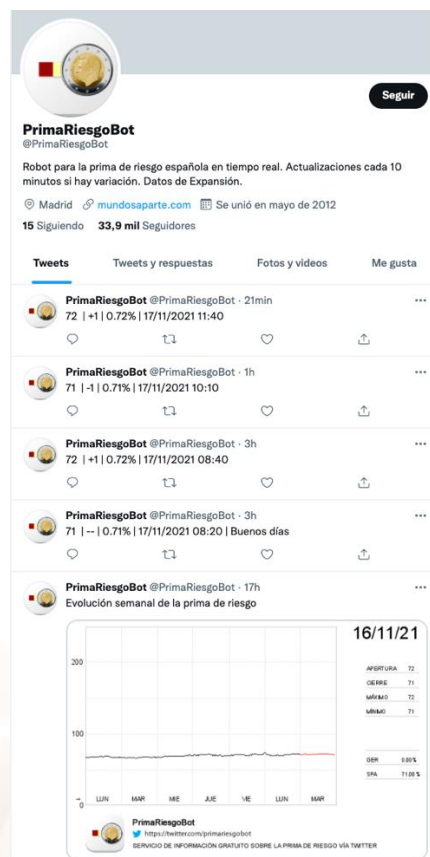 Seguir
PrimaRiesgoBot
@PrimaRiesgoBot
Robot para la prima de riesgo española en tiempo real. Actualizaciones cada 10
minutos si hay variación. Datos de Expansión.
Madrid mundosaparte.com Se unió en mayo de 2012
15 Siguiendo 33,9 mil Seguidores
Tweets Tweets y respuestas Fotos y videos Me gusta
PrimaRiesgoBot @PrimaRiesgoBot · 21min
72 | +1 | 0.72% | 17/11/2021 11:40
PrimaRiesgoBot @PrimaRiesgoBot · 1h
71 | -1 | 0.71% | 17/11/2021 10:10
PrimaRiesgoBot @PrimaRiesgoBot · 3h
72 | +1 | 0.72% | 17/11/2021 08:40
PrimaRiesgoBot @PrimaRiesgoBot · 3h
71 | -- | 0.71% | 17/11/2021 08:20 | Buenos días
PrimaRiesgoBot @PrimaRiesgoBot · 17h
Evolución semanal de la prima de riesgo
16/11/21
200
APERTURA 72
CIERRE 71
MÁXIMO 72
MÍNIMO 71
100
GER 0.00 %
SPA 71.00 %
0
LUN MAR MIE JUE VIE LUN MAR
PrimaRiesgoBot
https://twitter.com/primariesgobot
SERVICIO DE INFORMACIÓN GRATUITO SOBRE LA PRIMA DE RIESGO VÍA TWITTER